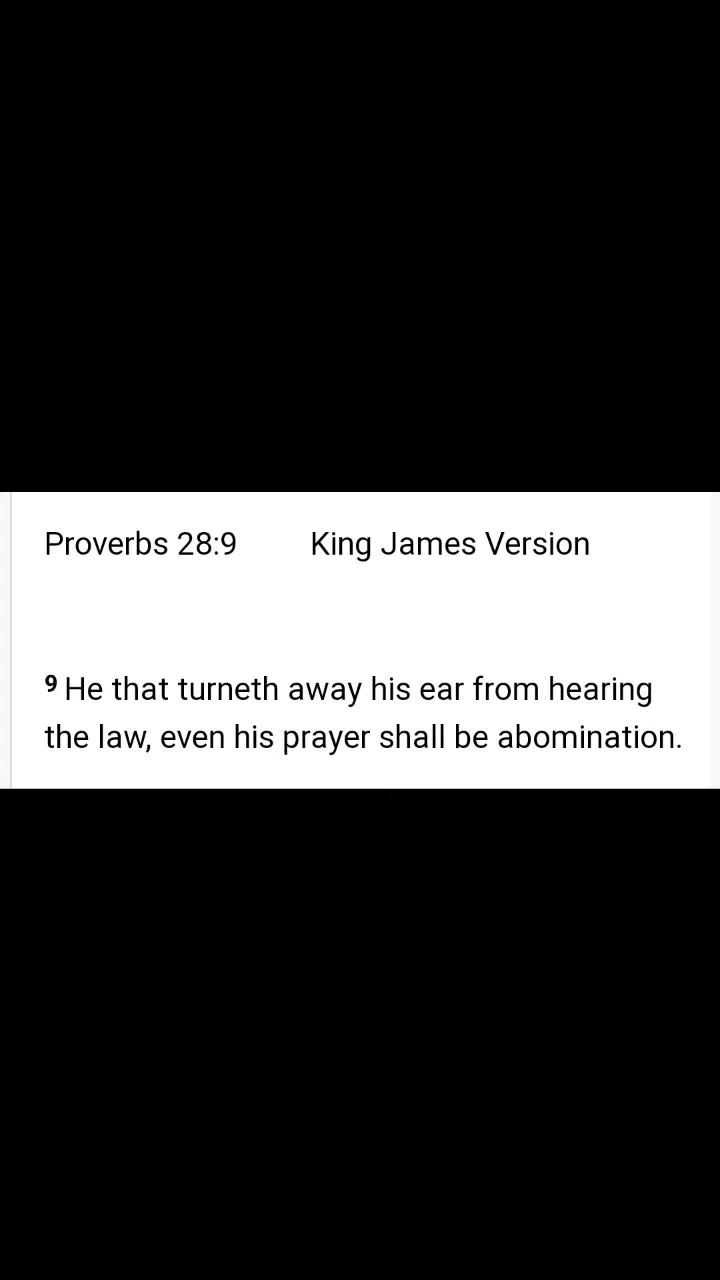 Proverbs 28:9 King James Version
9 He that turneth away his ear from hearing
the law, even his prayer shall be abomination.